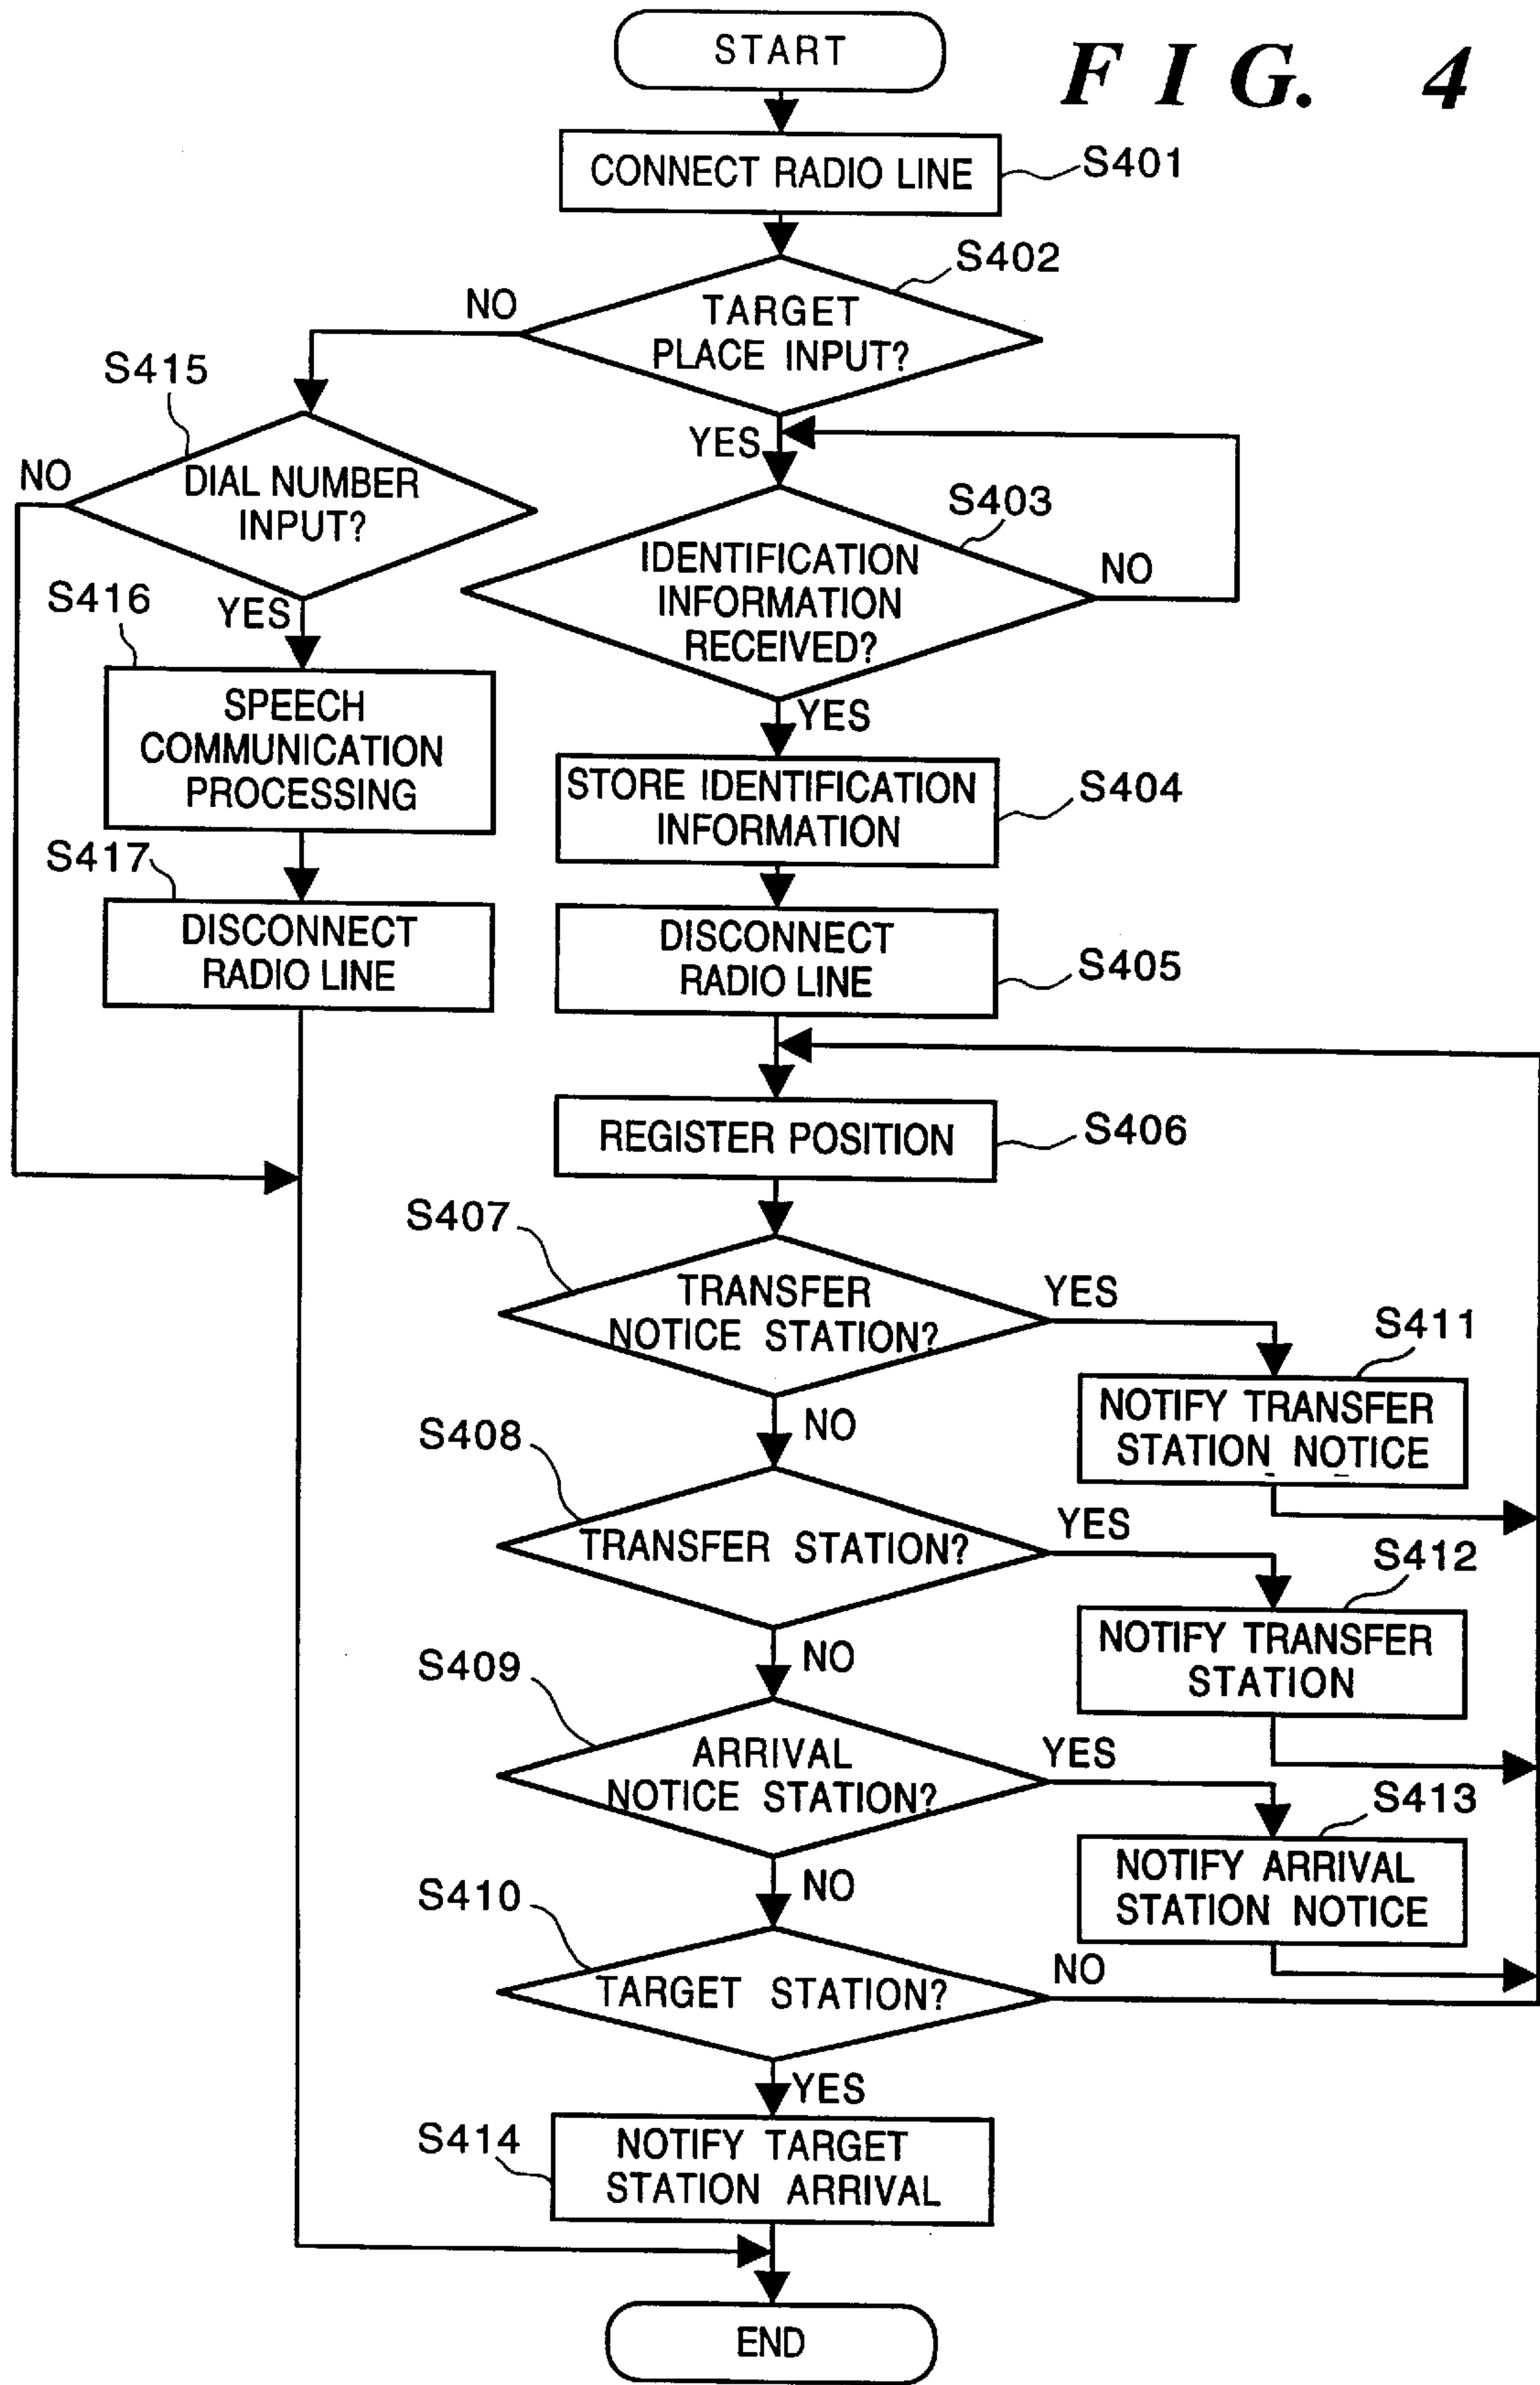 START
FIG. 4
CONNECT RADIO LINE
S401
S402
NO
TARGET
PLACE INPUT?
S415
YES
NO
DIAL NUMBER
INPUT?
S403
IDENTIFICATION
INFORMATION
RECEIVED?
NO
S416
YES
SPEECH
COMMUNICATION
PROCESSING
YES
STORE IDENTIFICATION
INFORMATION
S404
S417
DISCONNECT
RADIO LINE
DISCONNECT
RADIO LINE
S405
REGISTER POSITION
S406
S407
TRANSFER
NOTICE STATION?
YES
S411
NOTIFY TRANSFER
STATION NOTICE
NO
S408
TRANSFER STATION?
YES
S412
NOTIFY TRANSFER
STATION
NO
S409
ARRIVAL
NOTICE STATION?
YES
S413
NOTIFY ARRIVAL
STATION NOTICE
NO
S410
TARGET STATION?
NO
YES
S414
NOTIFY TARGET
STATION ARRIVAL
END